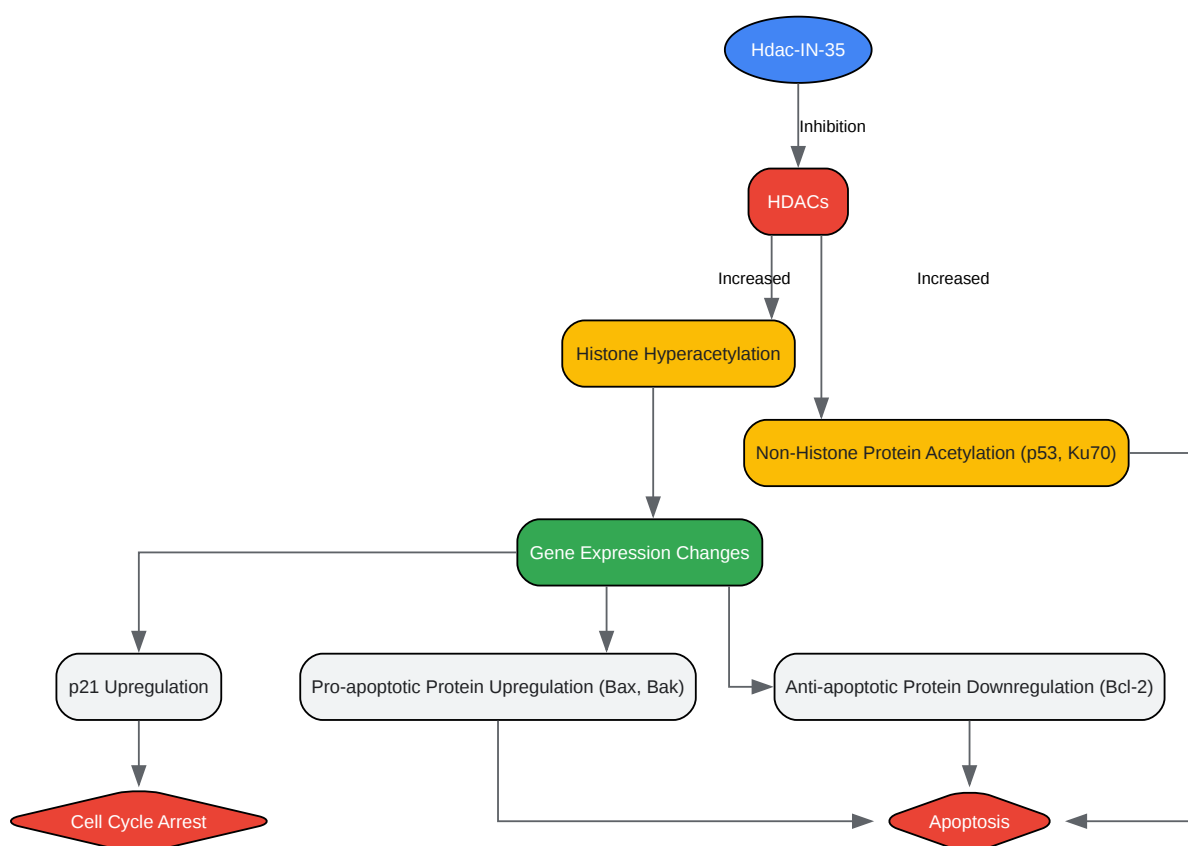 Hdac-IN-35
Inhibition
HDACs
Increased
Increased
Histone Hyperacetylation
Non-Histone Protein Acetylation (p53, Ku70)
Gene Expression Changes
p21 Upregulation
Pro-apoptotic Protein Upregulation (Bax, Bak)
Anti-apoptotic Protein Downregulation (Bcl-2)
Cell Cycle Arrest
Apoptosis